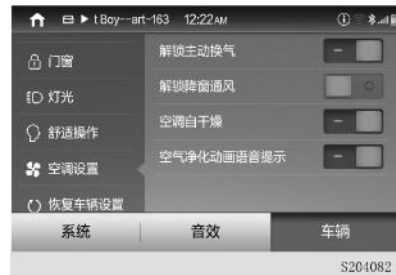 t Boy--art-163 12:22AM
门窗
灯光
舒适操作
空调设置
恢复车辆设置
解锁主动换气
解锁降窗通风
空调自干燥
空气净化动画语音提示
系统 音效 车辆
S204082